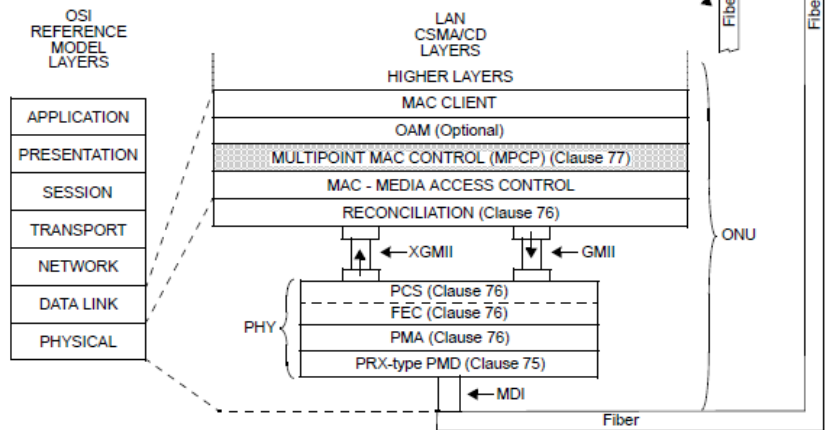 OSI
REFERENCE
MODEL
LAYERS
APPLICATION
PRESENTATION
SESSION
TRANSPORT
NETWORK
DATA LINK
PHYSICAL
LAN
CSMA/CD
LAYERS
HIGHER LAYERS
MAC CLIENT
OAM (Optional)
MULTIPOINT MAC CONTROL (MPCP) (Clause 77)
MAC - MEDIA ACCESS CONTROL
RECONCILIATION (Clause 76)
XGMII
GMII
PHY
PCS (Clause 76)
FEC (Clause 76)
PMA (Clause 76)
PRX-type PMD (Clause 75)
MDI
Fiber
ONU